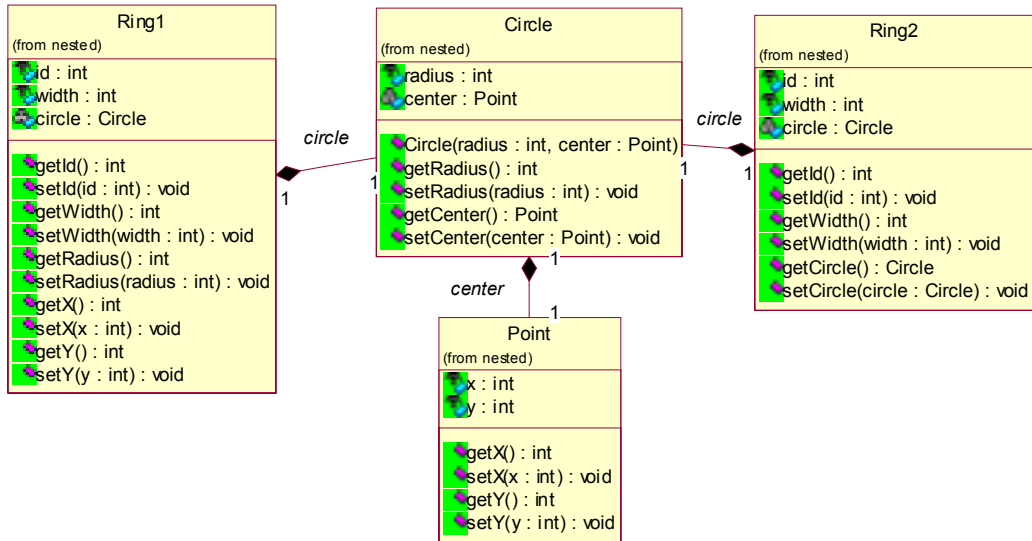 Ring1
(from nested)
id : int
width : int
circle : Circle
getId() : int
setId(id : int) : void
getWidth() : int
setWidth(width : int) : void
getRadius() : int
setRadius(radius : int) : void
getX() : int
setX(x : int) : void
getY() : int
setY(y : int) : void
circle
1
1
Circle
(from nested)
radius : int
center : Point
Circle(radius : int, center : Point)
getRadius() : int
setRadius(radius : int) : void
getCenter() : Point
setCenter(center : Point) : void
circle
1
1
Ring2
(from nested)
id : int
width : int
circle : Circle
getId() : int
setId(id : int) : void
getWidth() : int
setWidth(width : int) : void
getCircle() : Circle
setCircle(circle : Circle) : void
1
center
1
Point
(from nested)
x : int
y : int
getX() : int
setX(x : int) : void
getY() : int
setY(y : int) : void